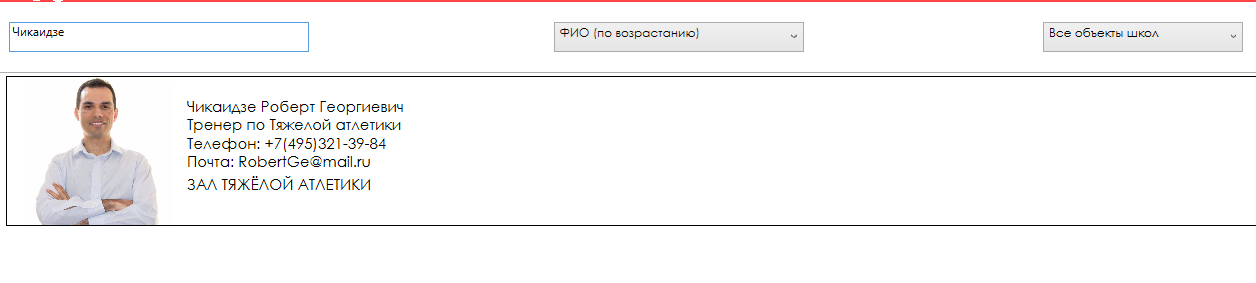 Чикаидзе
ФИО (по возрастанию)
Все объекты школ
Чикаидзе Роберт Георгиевич
Тренер по Тяжелой атлетики
Телефон: +7(495)321-39-84
Почта: RobertGe@mail.ru
ЗАЛ ТЯЖЁЛОЙ АТЛЕТИКИ